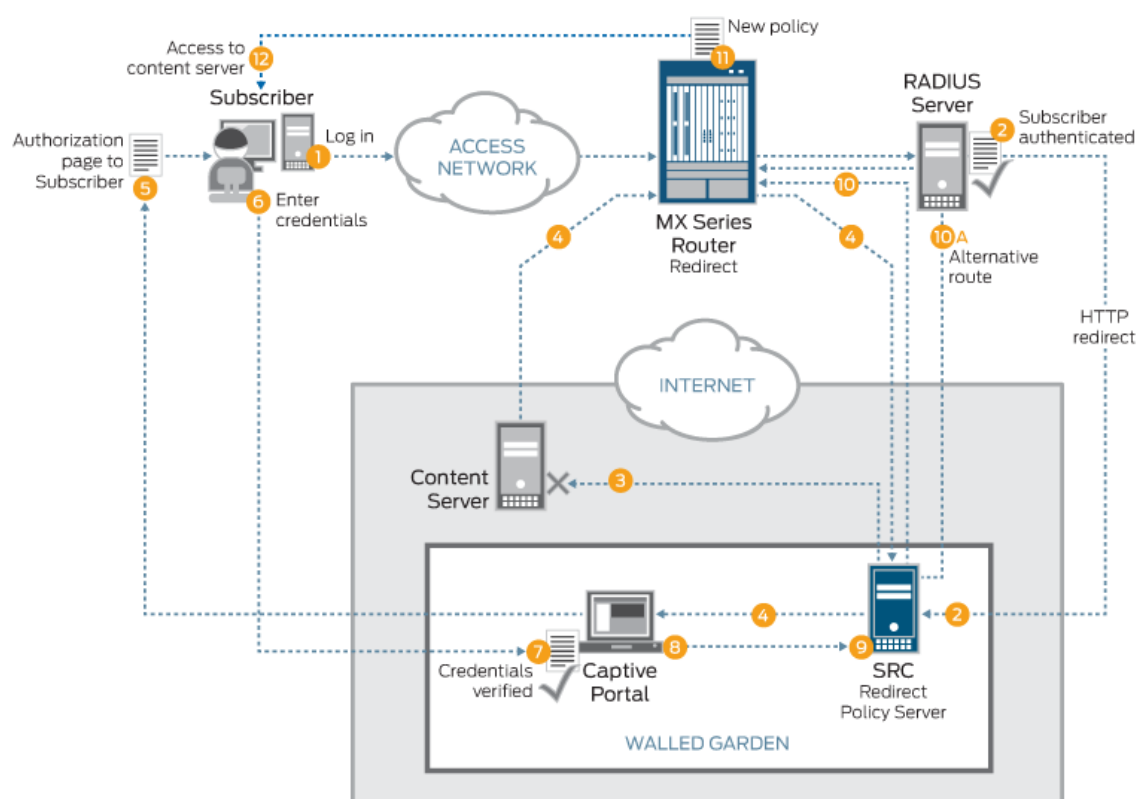 New policy
11
Access to
content server
12
Subscriber
Log in
1
Authorization
page to
Subscriber
5
6
Enter
credentials
ACCESS
NETWORK
MX Series
Router
Redirect
RADIUS
Server
2
Subscriber
authenticated
10
4
4
10 A
Alternative
route
HTTP
redirect
INTERNET
Content
Server
3
4
2
7
8
9
Credentials
verified
Captive
Portal
SRC
Redirect
Policy Server
WALLED GARDEN